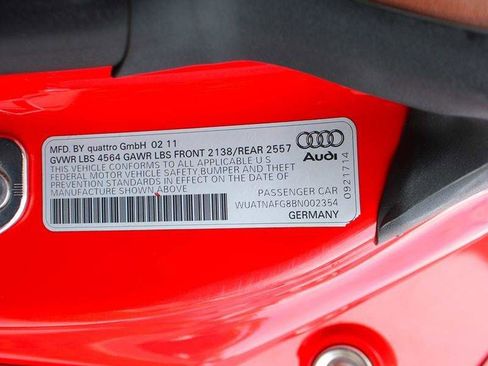 MFD. BY quattro GmbH 02 11
GVWR LBS 4564 GAWR LBS FRONT 2138/REAR 2557
THIS VEHICLE CONFORMS TO ALL APPLICABLE U S
FEDERAL MOTOR VEHICLE SAFETY,BUMPER AND THEFT
PREVENTION STANDARDS IN EFFECT ON THE DATE OF
MANUFACTURE SHOWN ABOVE
Audi
0921714
PASSENGER CAR
WUATNAFG8BN002354
GERMANY